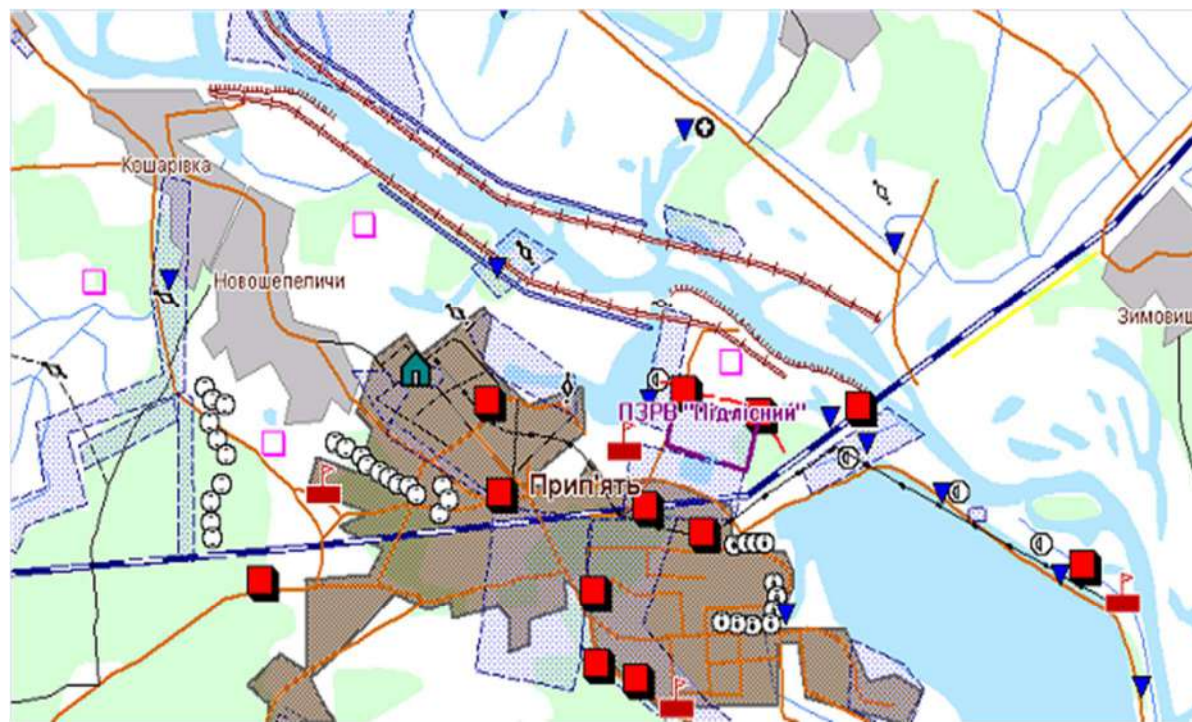 Кошарівка
Новошепеличи
Зимовищ
ПЗРВ "Підлісний"
Прип'ять